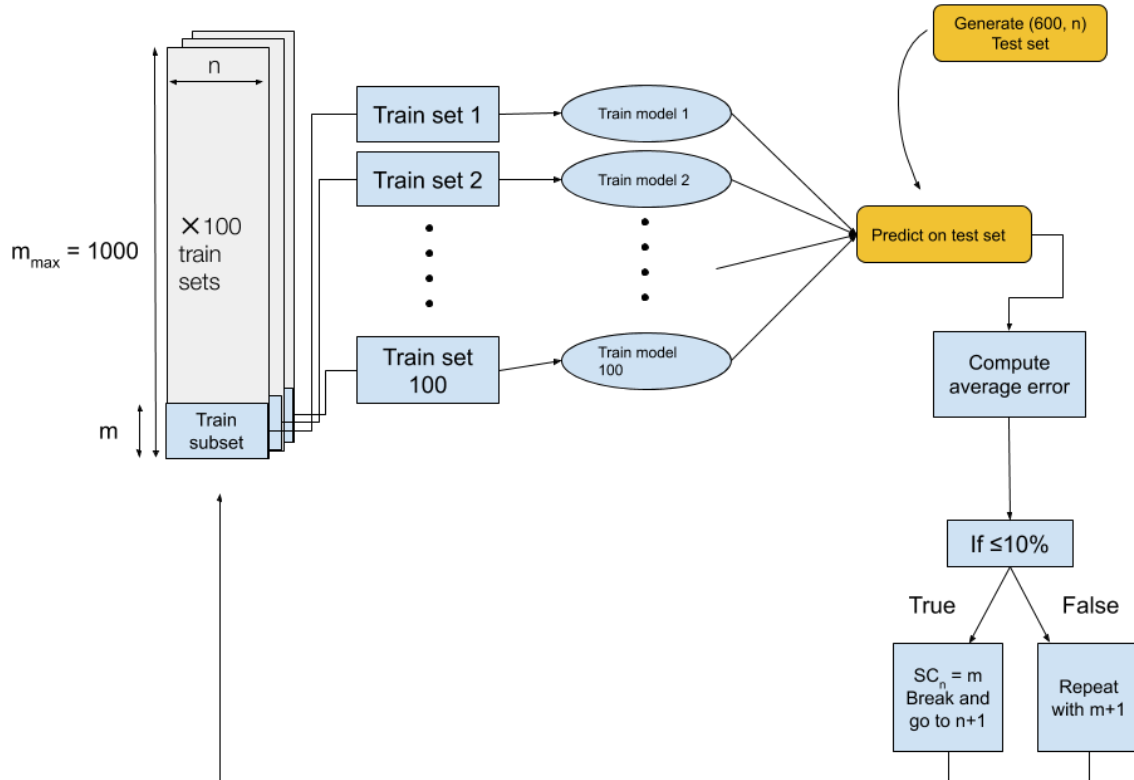 Generate (600, n)
Test set
n
Train set 1
Train model 1
Train set 2
Train model 2
×100
train
sets
m_max = 1000
Predict on test set
Train set
100
Train model
100
Compute
average error
m
Train
subset
If ≤10%
True
False
SC_n = m
Break and
go to n+1
Repeat
with m+1